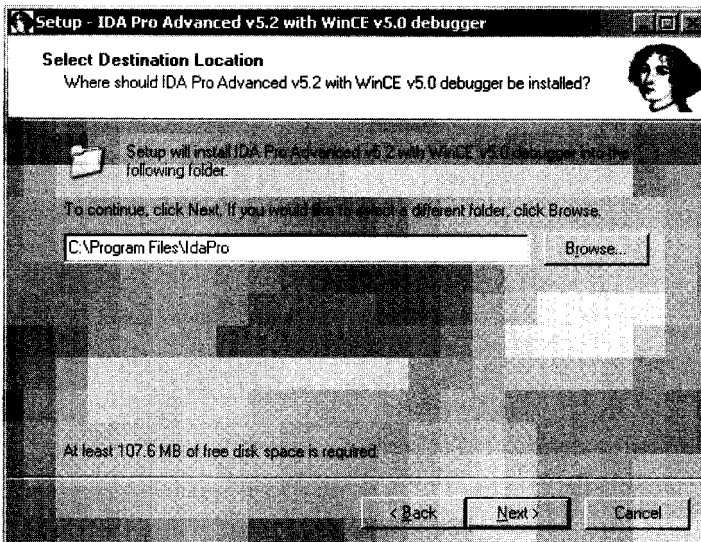 Setup - IDA Pro Advanced v5.2 with WinCE v5.0 debugger
Select Destination Location
Where should IDA Pro Advanced v5.2 with WinCE v5.0 debugger be installed?
Setup will install IDA Pro Advanced v5.2 with WinCE v5.0 debugger into the
following folder.
To continue, click Next. If you would like to select a different folder, click Browse.
C:\Program Files\IdaPro
Browse...
At least 107.6 MB of free disk space is required.
< Back
Next >
Cancel